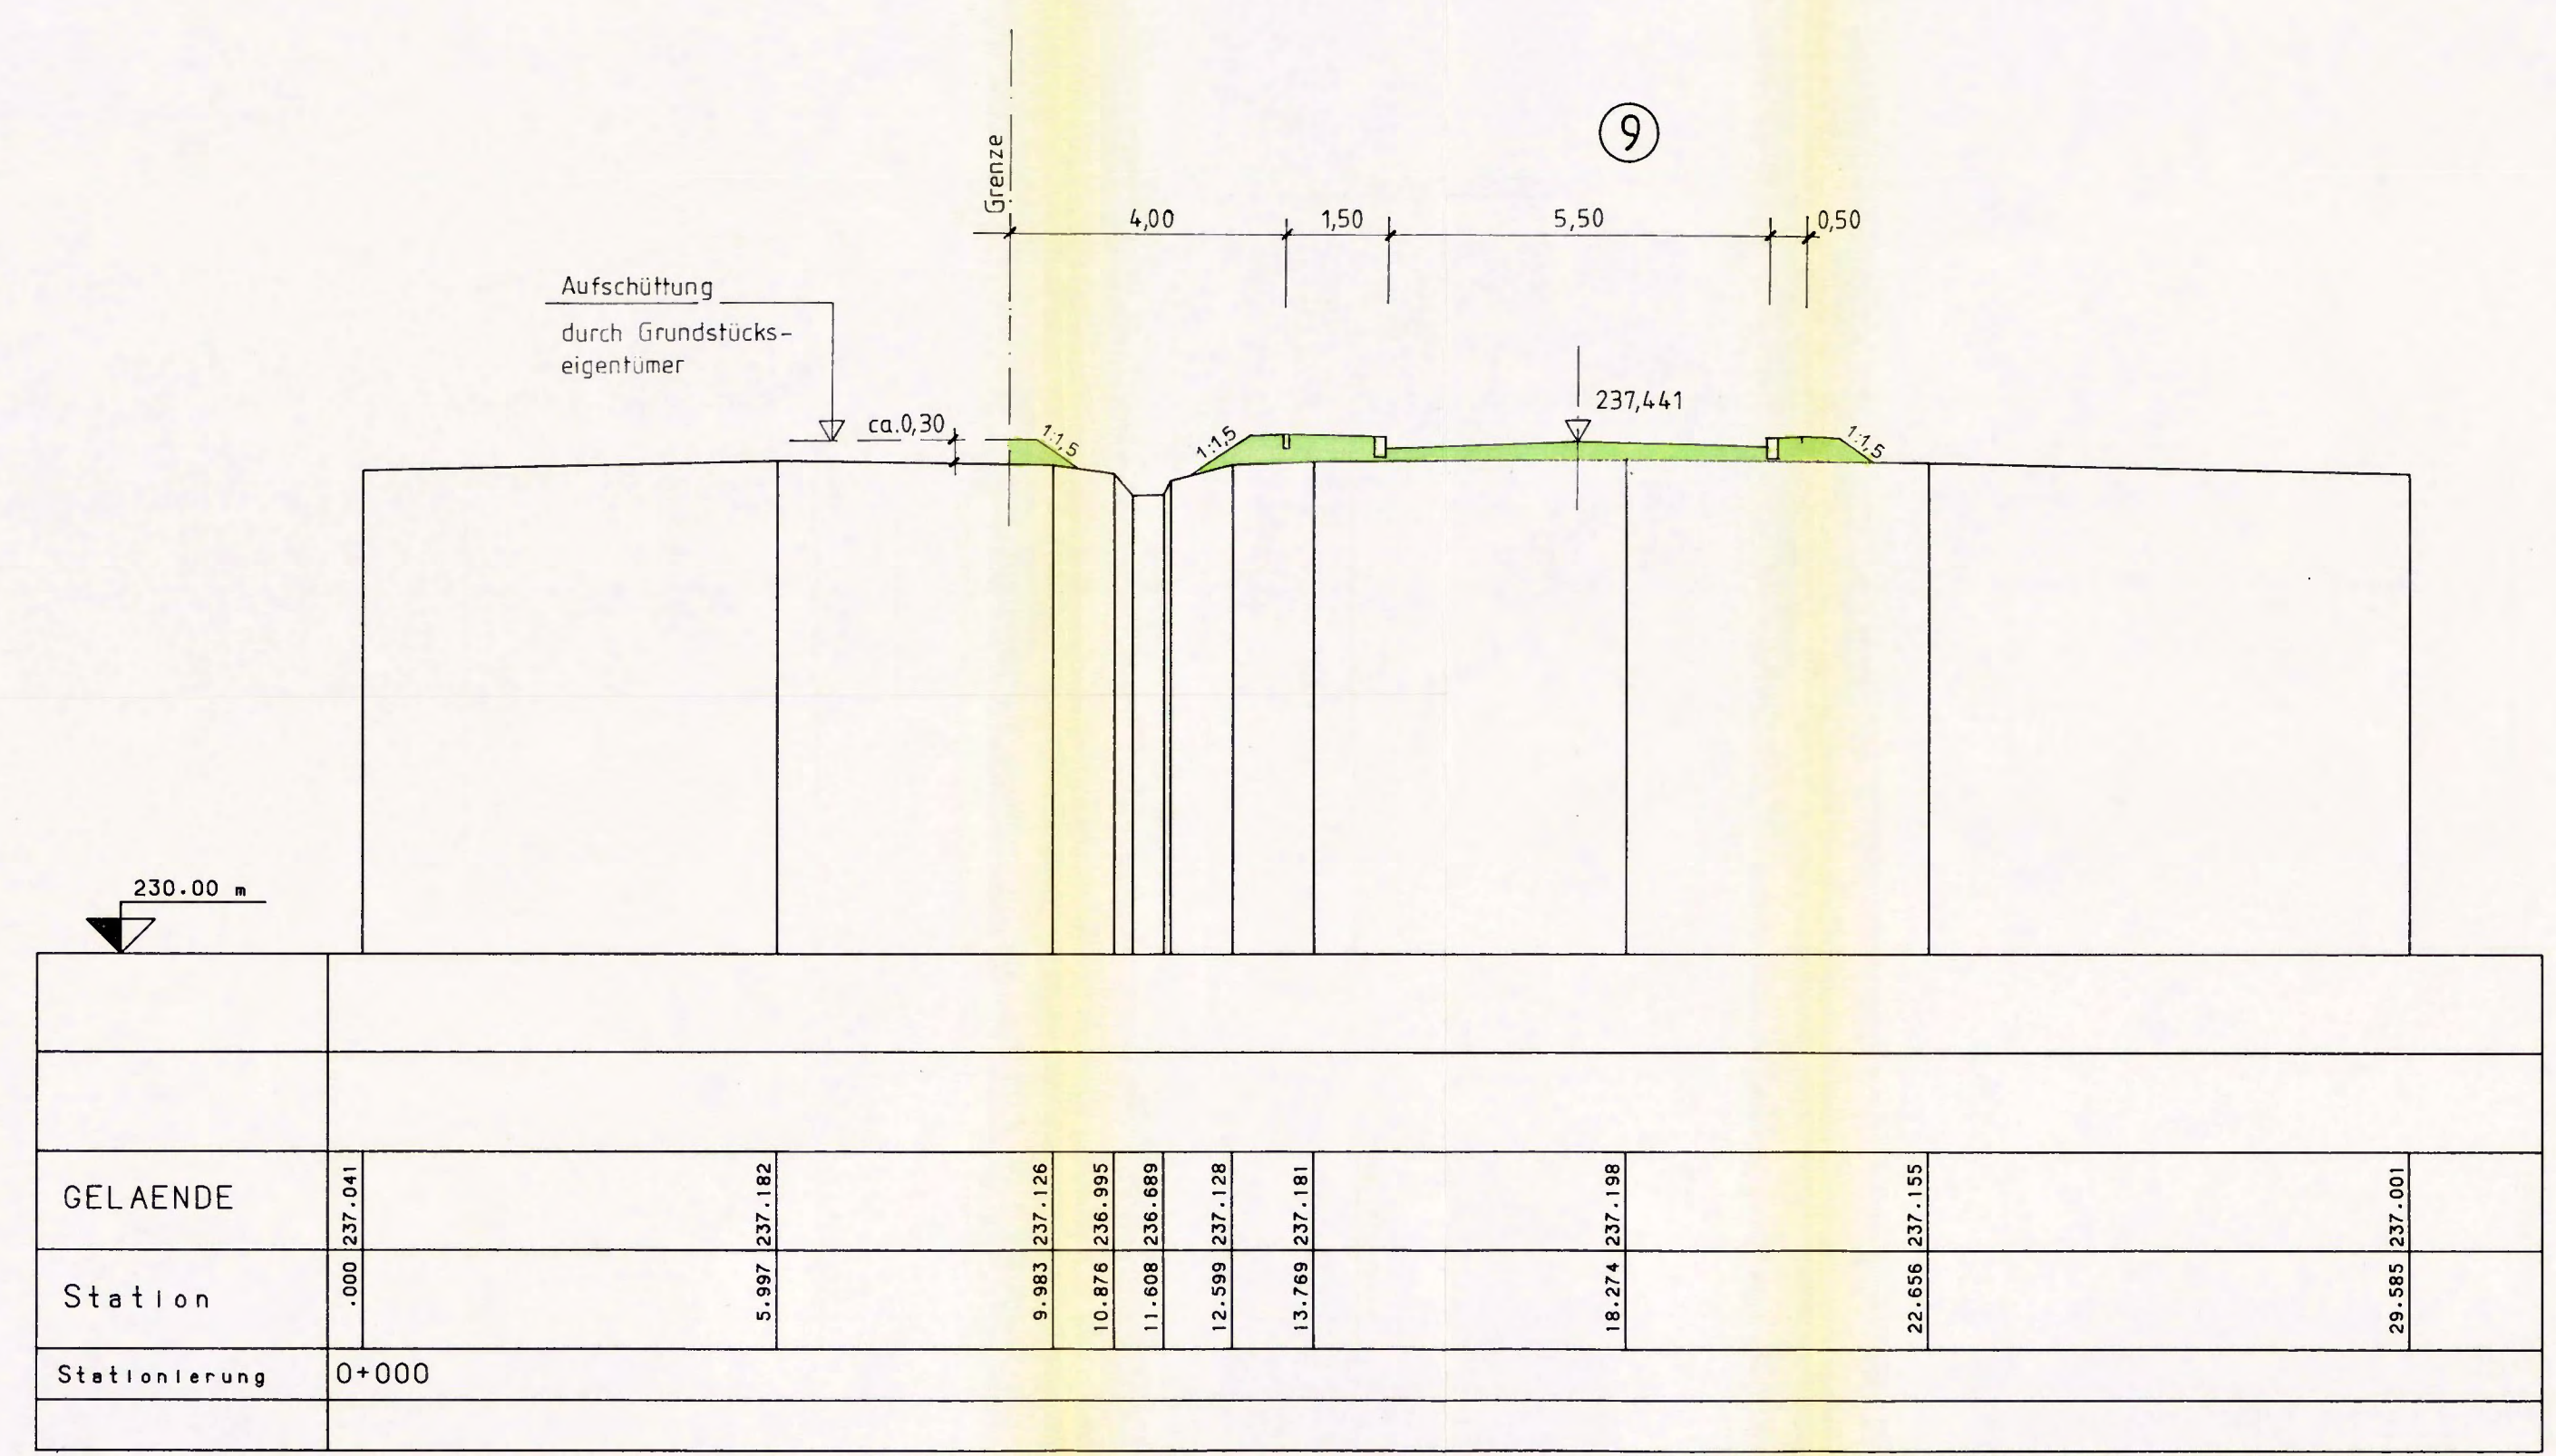 9
Grenze
4,00 1,50 5,50 0,50
Aufschüttung
durch Grundstücks-
eigentümer
ca.0,30
1:1,5
1:1,5
237,441
1:1,5
230.00 m
GELAENDE 237.041 237.182 237.126 236.995 236.689 237.128 237.181 237.198 237.155 237.001
Station .000 5.997 9.983 10.876 11.608 12.599 13.769 18.274 22.656 29.585
Stationierung 0+000